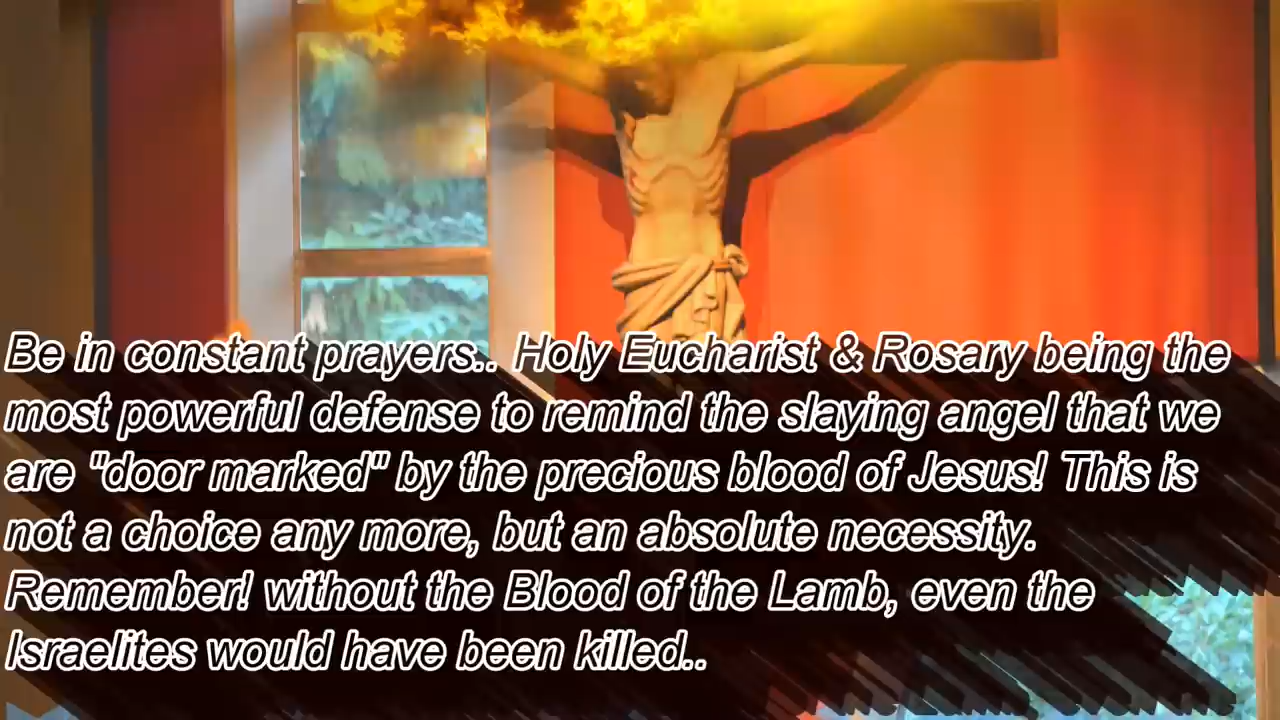 Be in constant prayers.. Holy Eucharist & Rosary being the
most powerful defense to remind the slaying angel that we
are "door marked" by the precious blood of Jesus! This is
not a choice any more, but an absolute necessity.
Remember! without the Blood of the Lamb, even the
Israelites would have been killed..